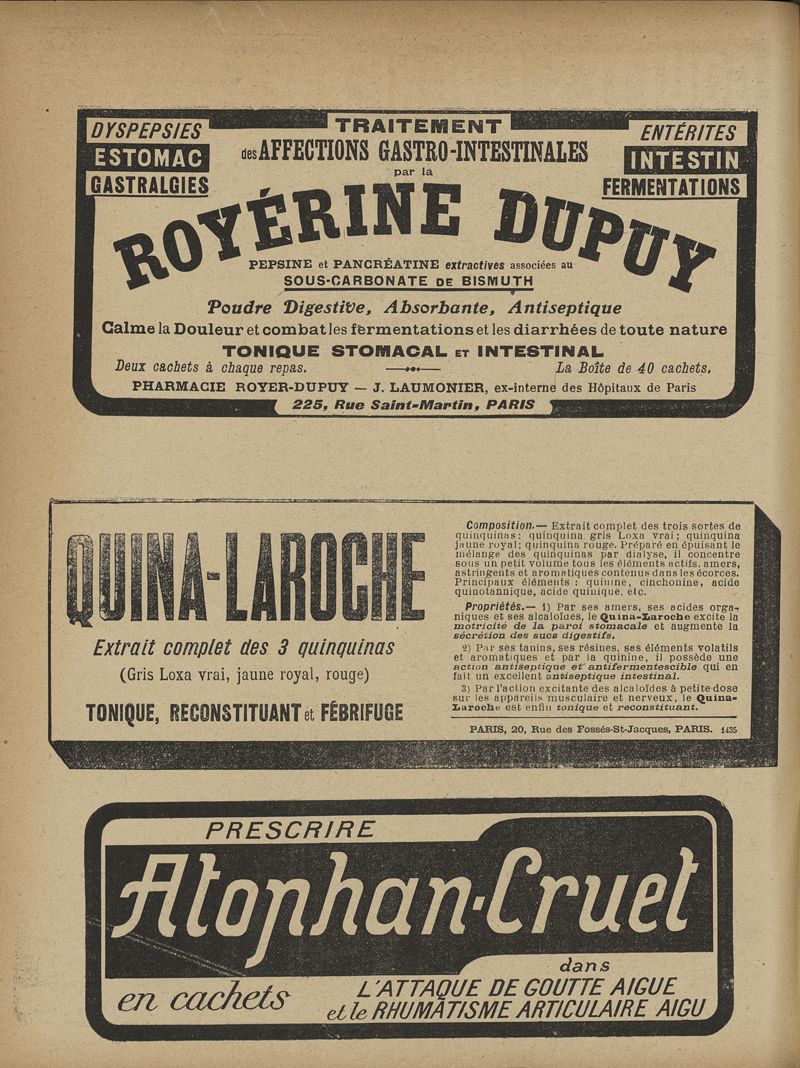 DYSPEPSIES
ESTOMAC
GASTRALGIES
TRAITEMENT
des AFFECTIONS GASTRO-INTESTINALES
par la
ENTÉRITES
INTESTIN
FERMENTATIONS
ROYÉRINE DUPUY
PEPSINE et PANCRÉATINE extractives associées au
SOUS-CARBONATE DE BISMUTH
Poudre Digestive, Absorbante, Antiseptique
Calme la Douleur et combat les fermentations et les diarrhées de toute nature
TONIQUE STOMACAL ET INTESTINAL
Deux cachets à chaque repas. La Boîte de 40 cachets.
PHARMACIE ROYER-DUPUY — J. LAUMONIER, ex-interne des Hôpitaux de Paris
225, Rue Saint-Martin, PARIS
QUINA-LAROCHE
Extrait complet des 3 quinquinas
(Gris Loxa vrai, jaune royal, rouge)
TONIQUE, RECONSTITUANT et FÉBRIFUGE
Composition.— Extrait complet des trois sortes de
quinquinas: quinquina gris Loxa vrai; quinquina
jaune royal; quinquina rouge. Préparé en épuisant le
mélange des quinquinas par dialyse, il concentre
sous un petit volume tous les éléments actifs, amers,
astringents et aromatiques contenus dans les écorces.
Principaux éléments : quinine, cinchonine, acide
quinotannique, acide quinique, etc.
Propriétés.— 1) Par ses amers, ses acides orga-
niques et ses alcaloïdes, le Quina-Laroche excite la
motricité de la paroi stomacale et augmente la
sécrétion des sucs digestifs.
2) Par ses tanins, ses résines, ses éléments volatils
et aromatiques et par la quinine, il possède une
action antiseptique et antifermentescible qui en
fait un excellent antiseptique intestinal.
3) Par l'action excitante des alcaloïdes à petite dose
sur les appareils musculaire et nerveux, le Quina-
Laroche est enfin tonique et reconstituant.
PARIS, 20, Rue des Fossés-St-Jacques, PARIS. 1435
PRESCRIRE
Atophan-Cruet
en cachets
dans
L'ATTAQUE DE GOUTTE AIGUE
et le RHUMATISME ARTICULAIRE AIGU